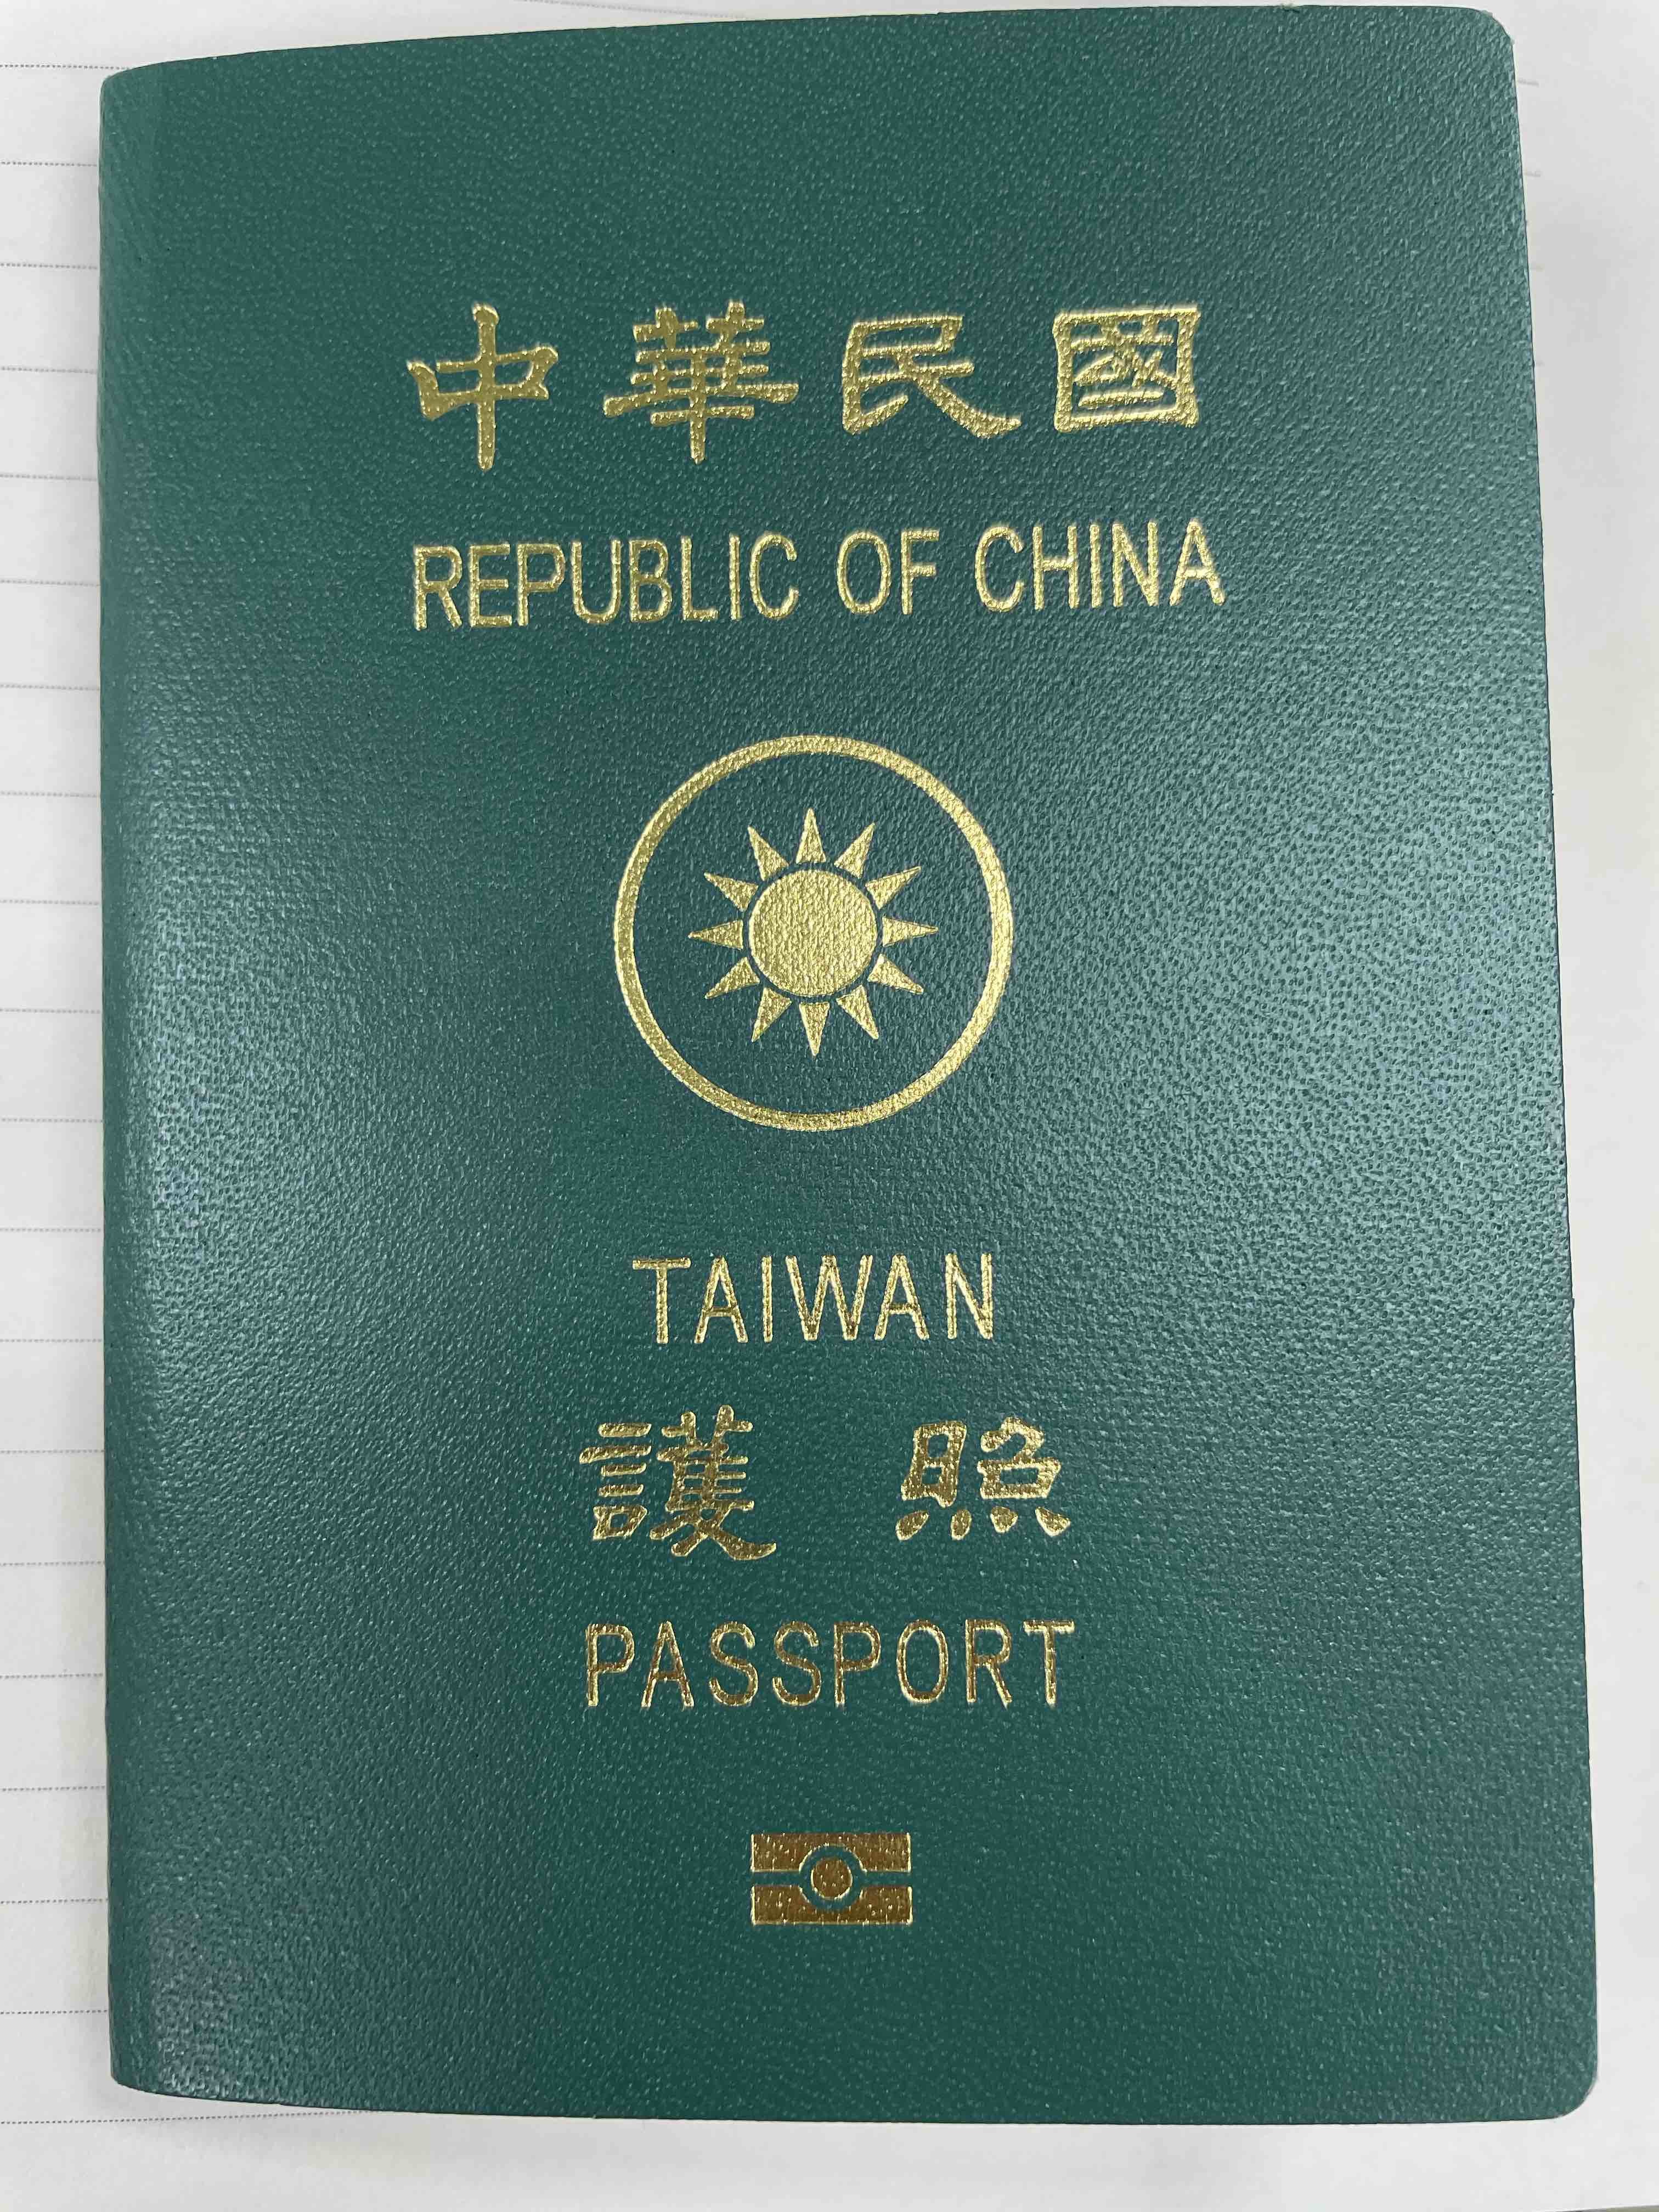 中華民國
REPUBLIC OF CHINA
TAIWAN
護照
PASSPORT